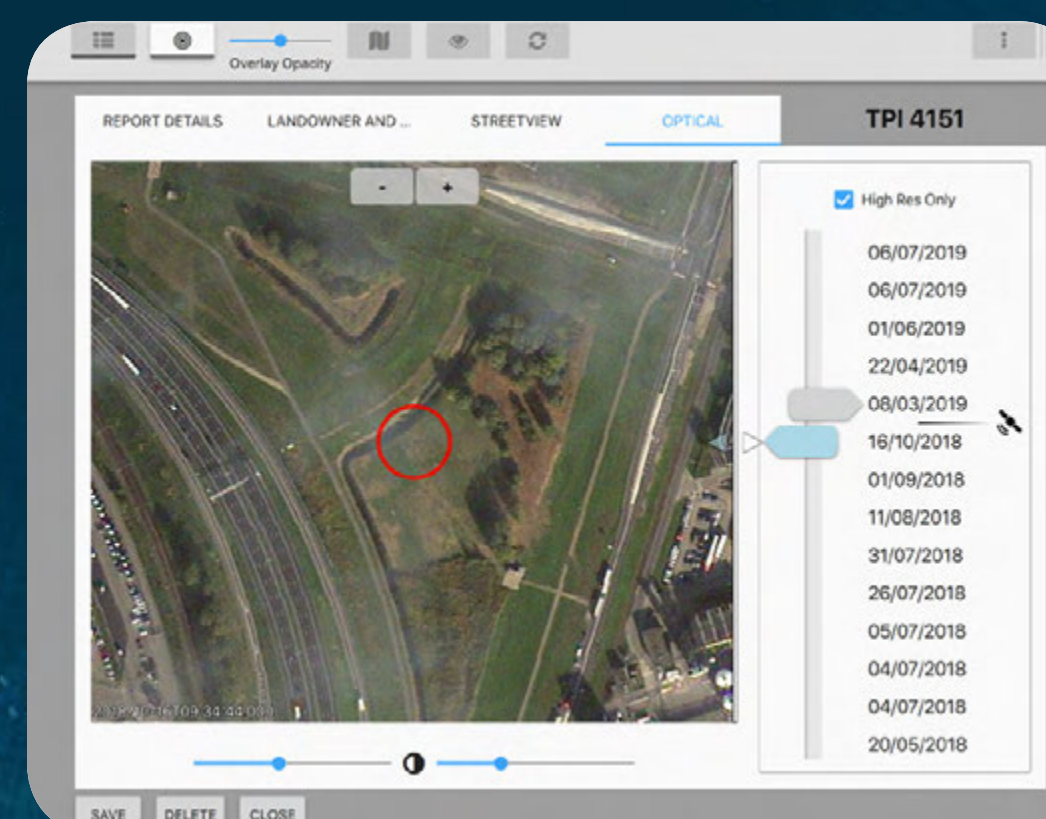 Overlay Opacity
REPORT DETAILS
LANDOWNER AND ...
STREETVIEW
OPTICAL
TPI 4151
-
+
High Res Only
06/07/2019
06/07/2019
01/06/2019
22/04/2019
08/03/2019
16/10/2018
01/09/2018
11/08/2018
31/07/2018
26/07/2018
05/07/2018
04/07/2018
04/07/2018
20/05/2018
SAVE
DELETE
CLOSE